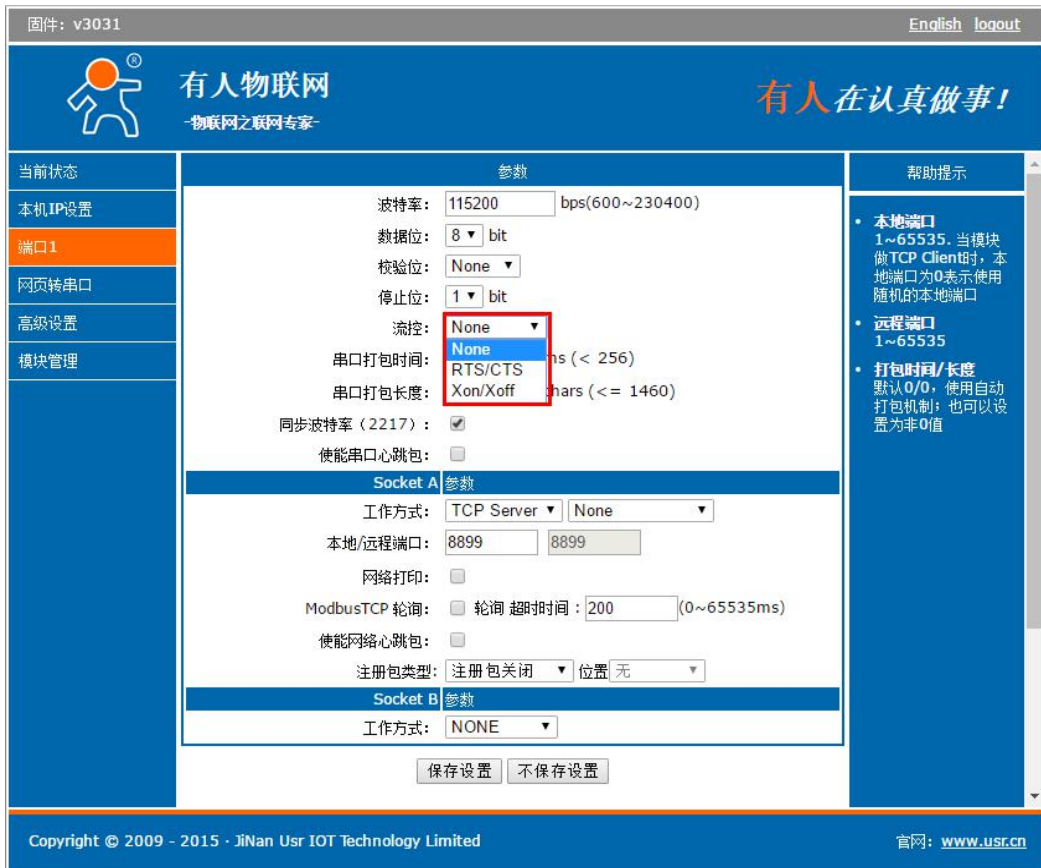 固件：v3031
English logout
®
有人物联网
-物联网之联网专家-
有人在认真做事！
当前状态
本机IP设置
端口1
网页转串口
高级设置
模块管理
参数
波特率： 115200 bps(600~230400)
数据位： 8 bit
校验位： None
停止位： 1 bit
流控： None
None
RTS/CTS
Xon/Xoff
串口打包时间： ms (< 256)
串口打包长度： chars (<= 1460)
同步波特率（2217）：
使能串口心跳包：
Socket A 参数
工作方式： TCP Server None
本地/远程端口： 8899 8899
网络打印：
ModbusTCP 轮询： 轮询 超时时间：200 (0~65535ms)
使能网络心跳包：
注册包类型: 注册包关闭 位置 无
Socket B 参数
工作方式： NONE
保存设置 不保存设置
帮助提示
• 本地端口
1~65535. 当模块
做TCP Client时，本
地端口为0表示使用
随机的本地端口
• 远程端口
1~65535
• 打包时间/长度
默认0/0，使用自动
打包机制；也可以设
置为非0值
Copyright © 2009 - 2015 · JiNan Usr IOT Technology Limited
官网：www.usr.cn